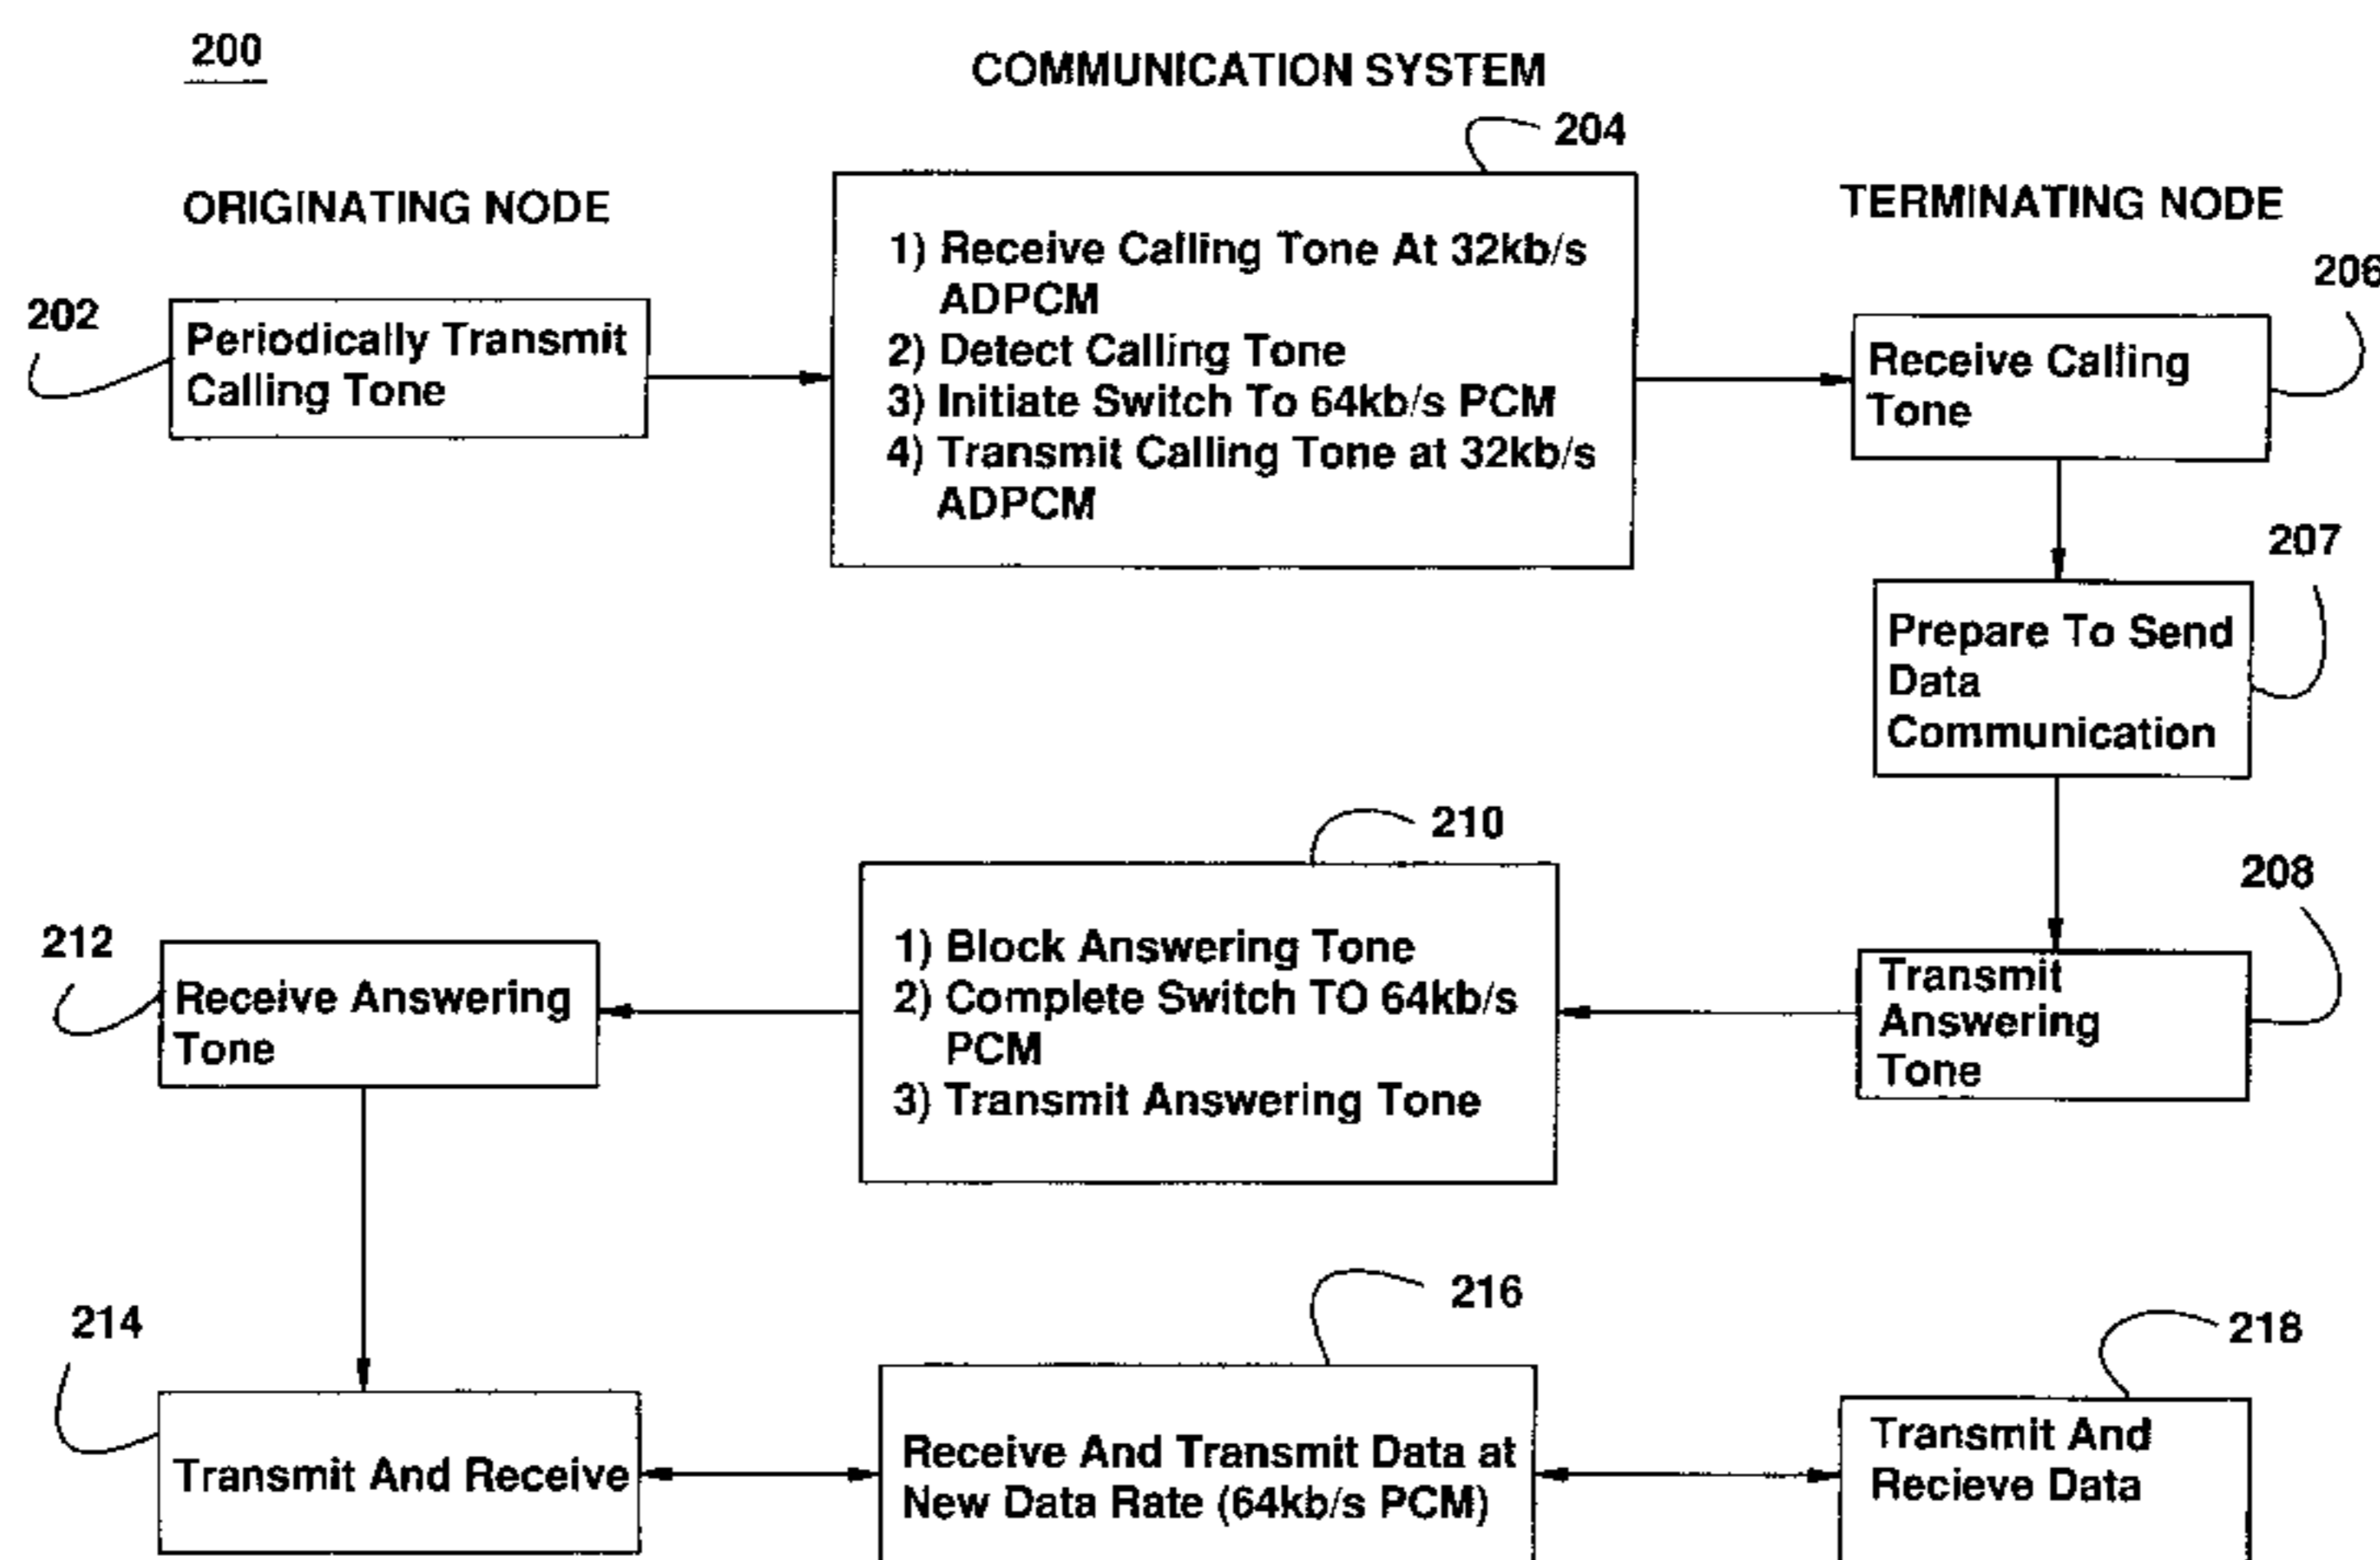 200
COMMUNICATION SYSTEM
204
ORIGINATING NODE
TERMINATING NODE
202
Periodically Transmit
Calling Tone
1) Receive Calling Tone At 32kb/s
ADPCM
2) Detect Calling Tone
3) Initiate Switch To 64kb/s PCM
4) Transmit Calling Tone at 32kb/s
ADPCM
206
Receive Calling
Tone
207
Prepare To Send
Data
Communication
208
Transmit
Answering
Tone
210
1) Block Answering Tone
2) Complete Switch TO 64kb/s
PCM
3) Transmit Answering Tone
212
Receive Answering
Tone
214
Transmit And Receive
216
Receive And Transmit Data at
New Data Rate (64kb/s PCM)
218
Transmit And
Recieve Data